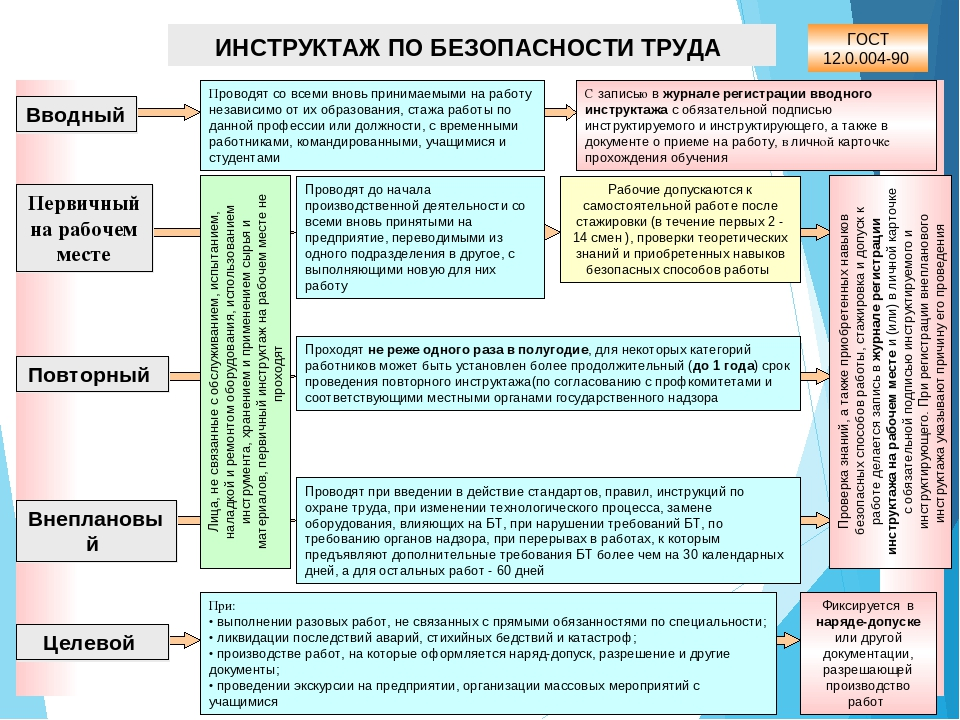 ИНСТРУКТАЖ ПО БЕЗОПАСНОСТИ ТРУДА
ГОСТ
12.0.004-90
Вводный
Проводят со всеми вновь принимаемыми на работу
независимо от их образования, стажа работы по
данной профессии или должности, с временными
работниками, командированными, учащимися и
студентами
С записью в журнале регистрации вводного
инструктажа с обязательной подписью
инструктируемого и инструктирующего, а также в
документе о приеме на работу, в личной карточке
прохождения обучения
Первичный
на рабочем
месте
Лица, не связанные с обслуживанием, испытанием,
наладкой и ремонтом оборудования, использованием
инструмента, хранением и применением сырья и
материалов, первичный инструктаж на рабочем месте не
проходят
Проводят до начала
производственной деятельности со
всеми вновь принятыми на
предприятие, переводимыми из
одного подразделения в другое, с
выполняющими новую для них
работу
Рабочие допускаются к
самостоятельной работе после
стажировки (в течение первых 2 -
14 смен ), проверки теоретических
знаний и приобретенных навыков
безопасных способов работы
Проверка знаний, а также приобретенных навыков
безопасных способов работы, стажировка и допуск к
работе делается запись в журнале регистрации
инструктажа на рабочем месте и (или) в личной карточке
с обязательной подписью инструктируемого и
инструктирующего. При регистрации внепланового
инструктажа указывают причину его проведения
Повторный
Проходят не реже одного раза в полугодие, для некоторых категорий
работников может быть установлен более продолжительный (до 1 года) срок
проведения повторного инструктажа(по согласованию с профкомитетами и
соответствующими местными органами государственного надзора
Внеплановы
й
Проводят при введении в действие стандартов, правил, инструкций по
охране труда, при изменении технологического процесса, замене
оборудования, влияющих на БТ, при нарушении требований БТ, по
требованию органов надзора, при перерывах в работах, к которым
предъявляют дополнительные требования БТ более чем на 30 календарных
дней, а для остальных работ - 60 дней
Целевой
При:
• выполнении разовых работ, не связанных с прямыми обязанностями по специальности;
• ликвидации последствий аварий, стихийных бедствий и катастроф;
• производстве работ, на которые оформляется наряд-допуск, разрешение и другие
документы;
• проведении экскурсии на предприятии, организации массовых мероприятий с
учащимися
Фиксируется в
наряде-допуске
или другой
документации,
разрешающей
производство
работ